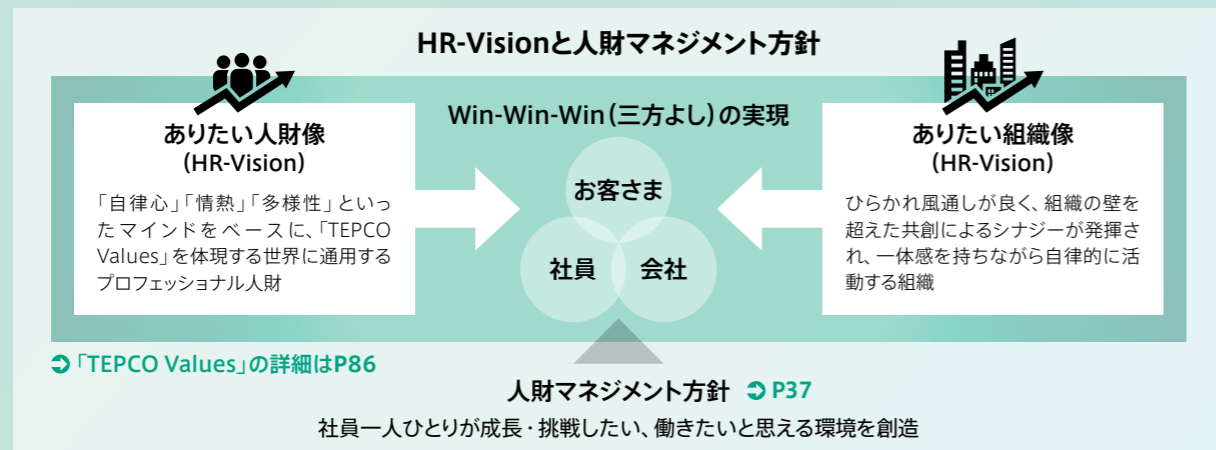 HR-Visionと人財マネジメント方針
ありたい人財像
(HR-Vision)
「自律心」「情熱」「多様性」といっ
たマインドをベースに、「TEPCO
Values」を体現する世界に通用する
プロフェッショナル人財
Win-Win-Win(三方よし)の実現
お客さま
社員
会社
ありたい組織像
(HR-Vision)
ひらかれ風通しが良く、組織の壁を
超えた共創によるシナジーが発揮さ
れ、一体感を持ちながら自律的に活
動する組織
「TEPCO Values」の詳細はP86
人財マネジメント方針 P37
社員一人ひとりが成長・挑戦したい、働きたいと思える環境を創造